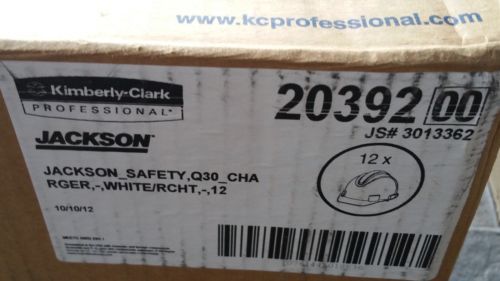 www.kcprofessional.com
Kimberly-Clark
PROFESSIONAL*
20392 00
JS# 3013362
JACKSON
12 x
JACKSON_SAFETY,Q30_CHA
RGER,-,WHITE/RCHT,-,12
10/10/12